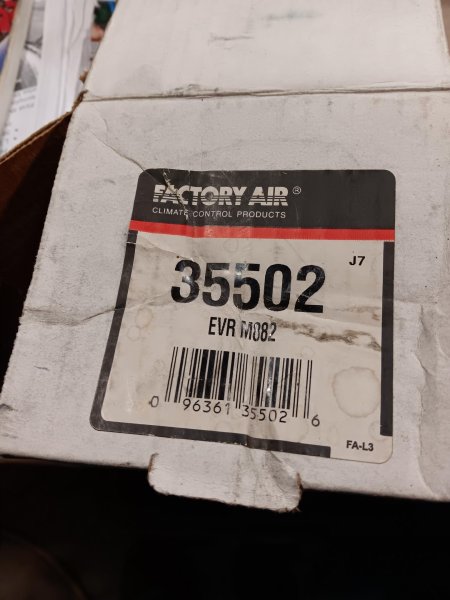 FACTORY AIR®
CLIMATE CONTROL PRODUCTS
J7
35502
EVR M082
0 96361 35502 6
FA-L3